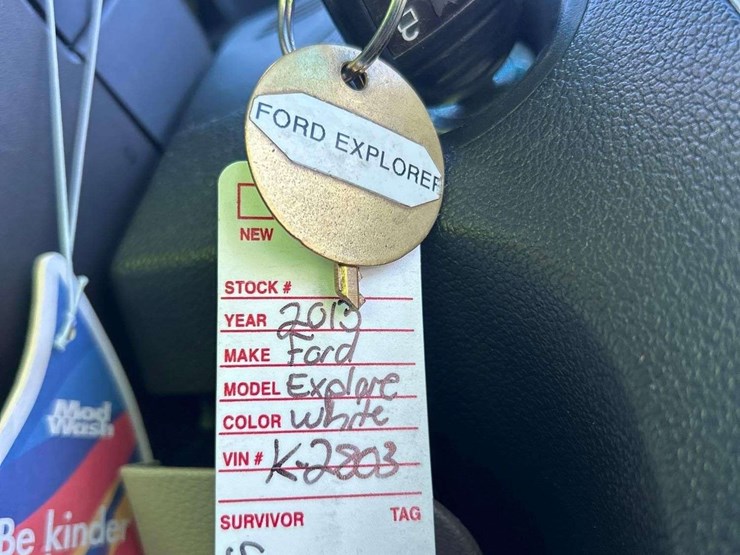 FORD EXPLORER
NEW
STOCK #
YEAR 2013
MAKE Ford
MODEL Explore
COLOR white
VIN # K-2803
SURVIVOR TAG
Mod
Wash
Be kinder